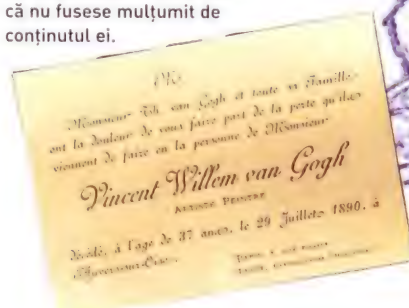 că nu fusese mulțumit de
conținutul ei.
M
Monsieur Th. van Gogh et toute sa Famille
ont la douleur de vous faire part de la perte qu'ils
viennent de faire en la personne de Monsieur
Vincent Willem van Gogh
ARTISTE PEINTRE
décédé, à l'age de 37 ans, le 29 Juillet 1890, à
Auvers-sur-Oise.